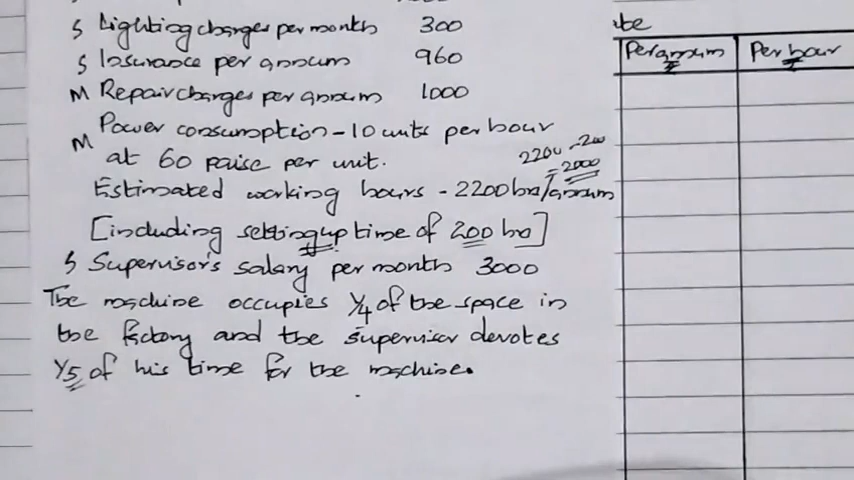 S Lighting charges per month 300
S Insurance per annum 960
M Repair charges per annum 1000
M Power consumption - 10 units per hour
at 60 paise per unit.
2200 - 200
= 2000
Estimated working hours - 2200 hrs/annum
[including setting up time of 200 hrs]
S Supervisor's salary per month 3000
The machine occupies 1/4 of the space in
the factory and the supervisor devotes
1/5 of his time for the machine.
Per annum Per hour